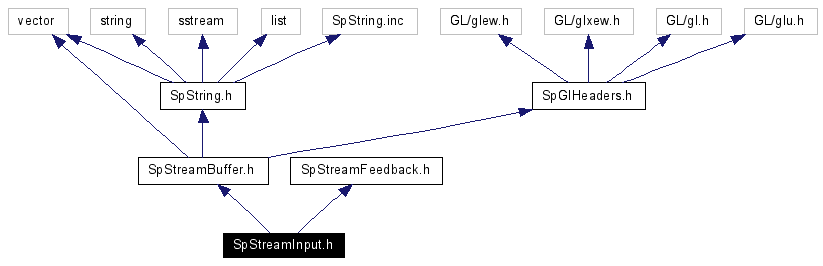 vector string sstream list SpString.inc GL/glew.h GL/glxew.h GL/gl.h GL/glu.h
SpString.h SpGlHeaders.h
SpStreamBuffer.h SpStreamFeedback.h
SpStreamInput.h